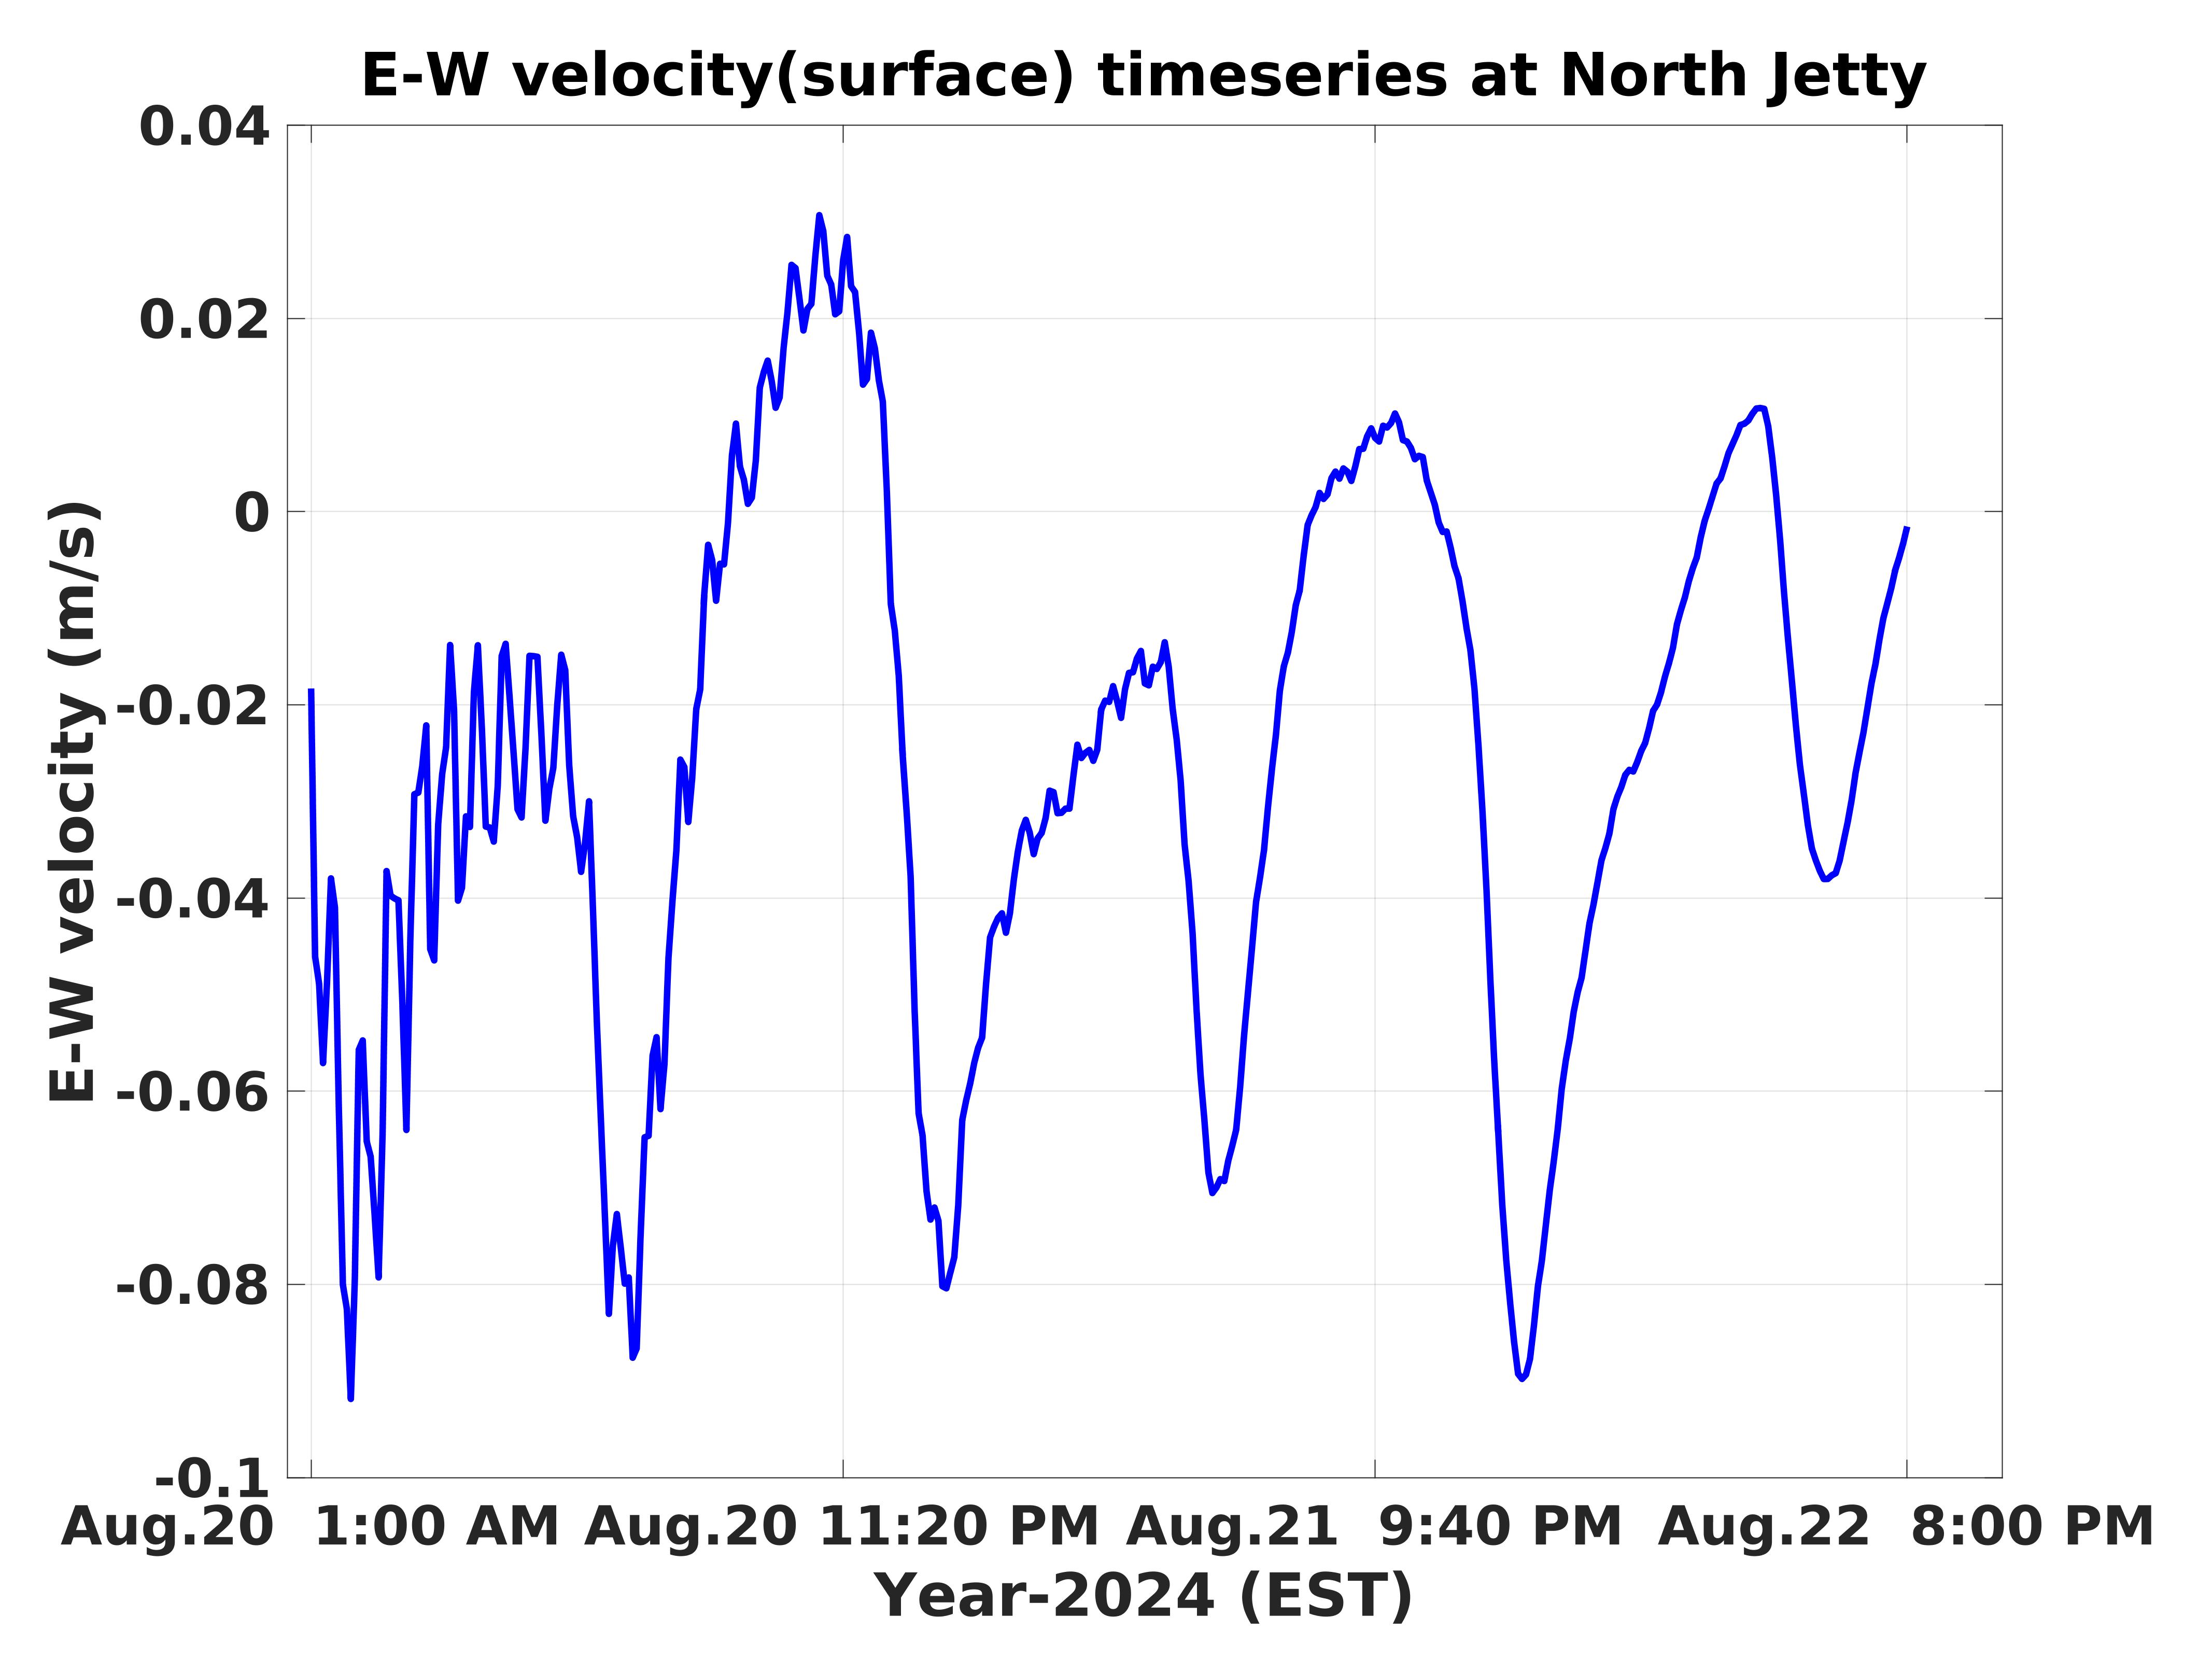 E-W velocity(surface) timeseries at North Jetty
E-W velocity (m/s)
0.04
0.02
0
-0.02
-0.04
-0.06
-0.08
-0.1
Aug.20 1:00 AM Aug.20 11:20 PM Aug.21 9:40 PM Aug.22 8:00 PM
Year-2024 (EST)